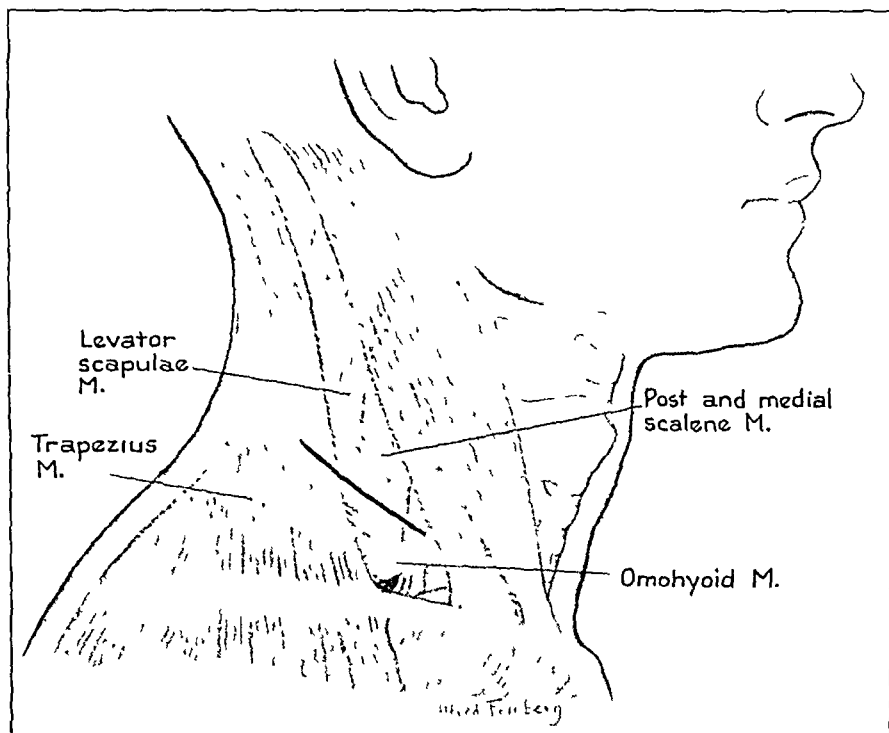 Levator
scapulae
M.
Trapezius
M.
Post and medial
scalene M.
Omohyoid M.